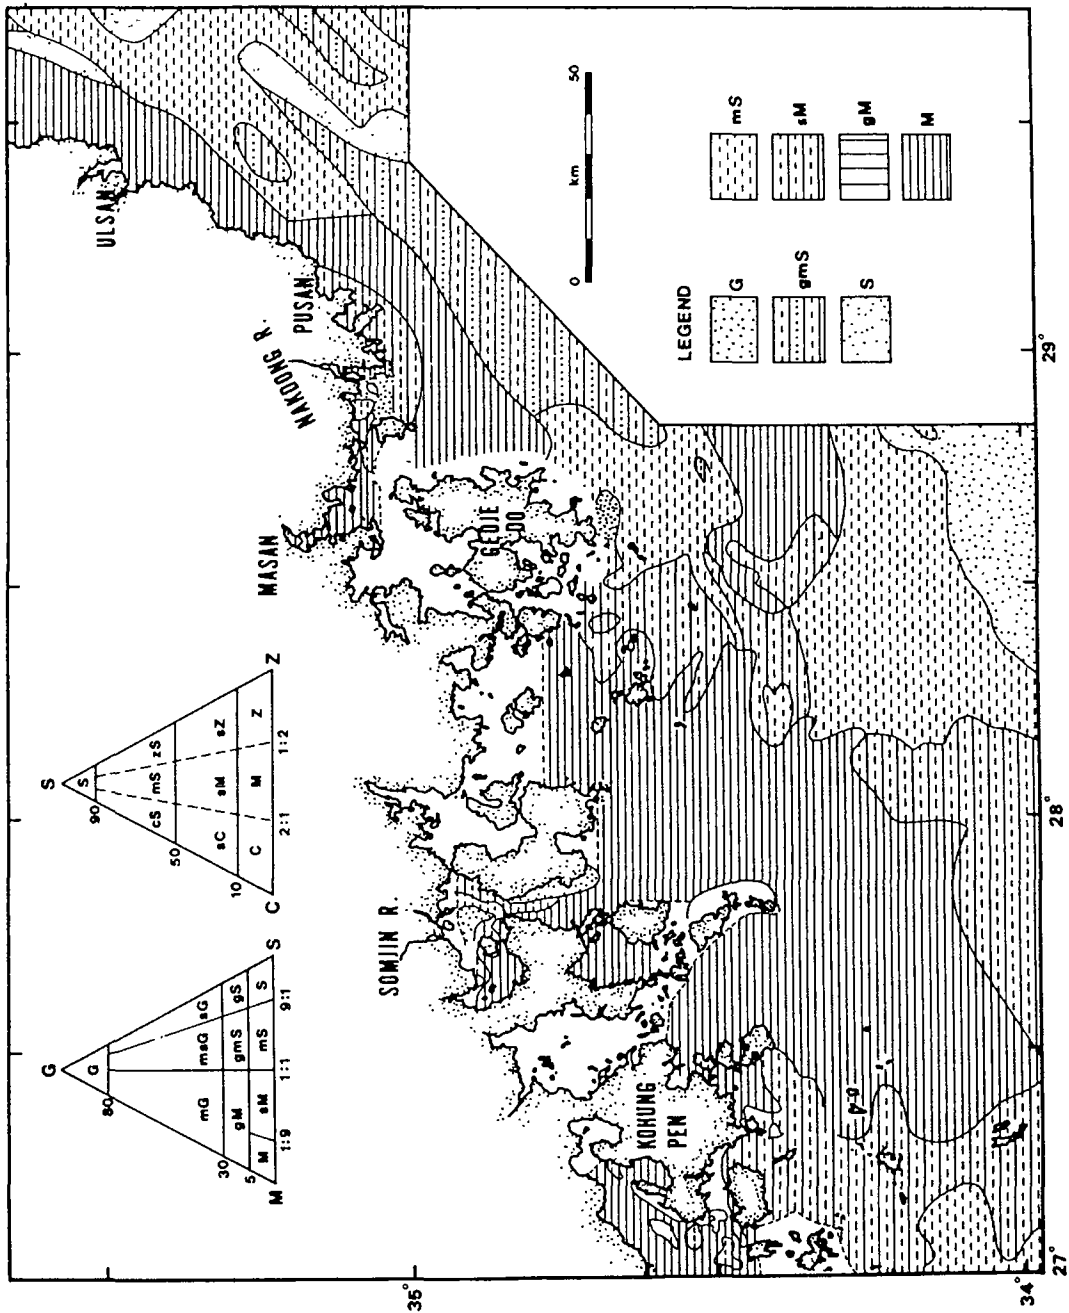 G
G
80
mG
msG
sG
30
gM
gmS
gS
5
M
sM
mS
S
M
1:9
1:1
9:1
S
S
S
90
cS
mS
zS
50
sC
sM
sZ
10
C
M
Z
C
2:1
1:2
Z
ULSAN
PUSAN
NAKDONG R.
MASAN
GEOJE
DO
SOMJIN R.
KOHUNG
PEN
0
km
50
LEGEND
G
gmS
S
mS
sM
gM
M
35°
34°
27°
28°
29°